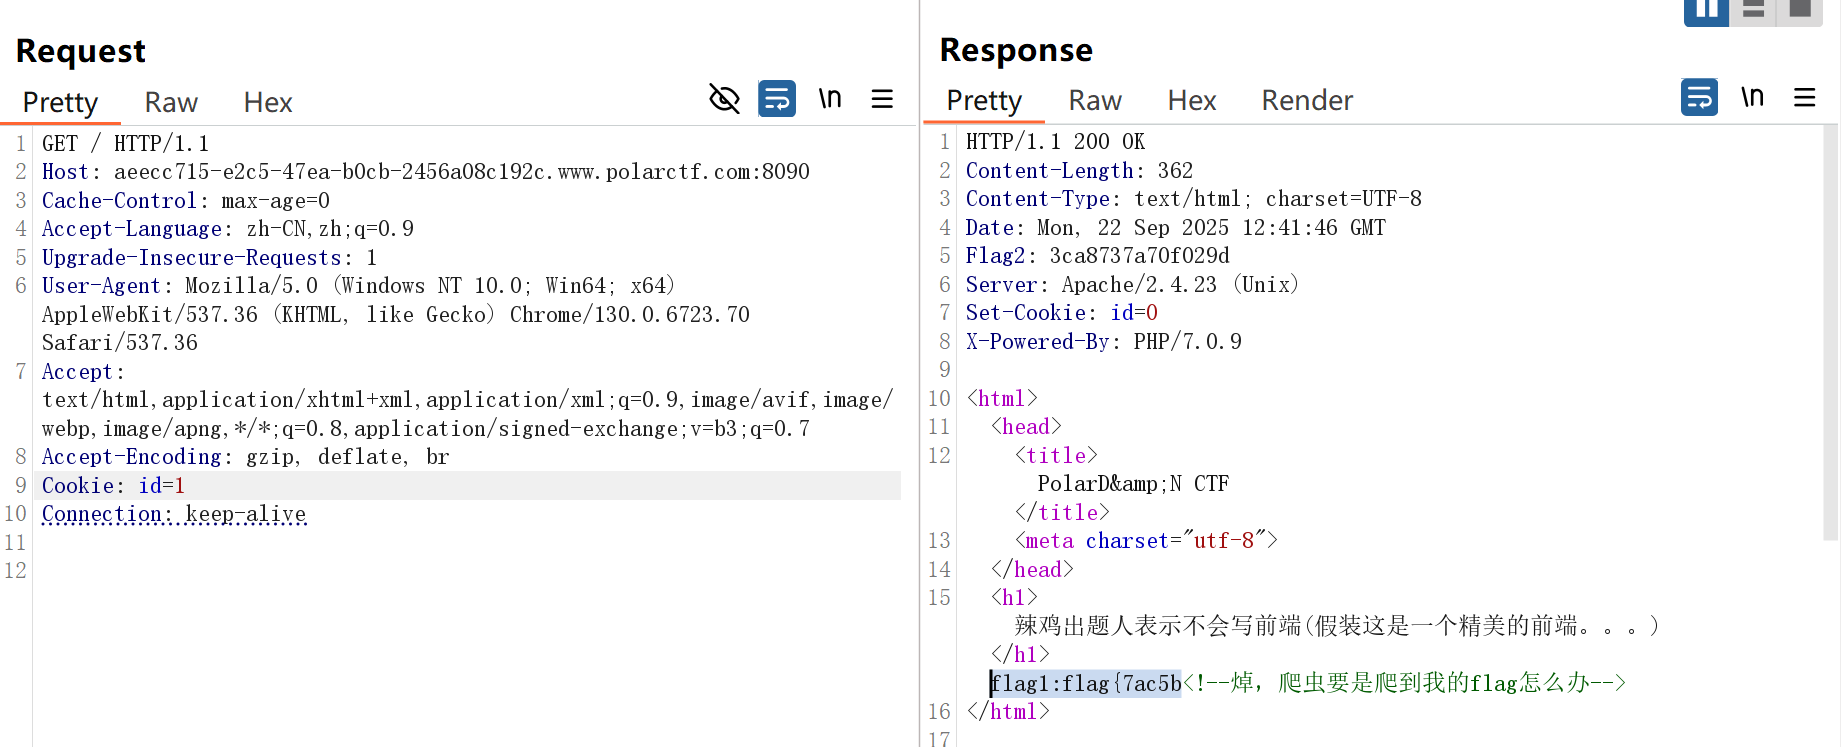 Request
Pretty Raw Hex
\n
1 GET / HTTP/1.1
2 Host: aeecc715-e2c5-47ea-b0cb-2456a08c192c.www.polarctf.com:8090
3 Cache-Control: max-age=0
4 Accept-Language: zh-CN,zh;q=0.9
5 Upgrade-Insecure-Requests: 1
6 User-Agent: Mozilla/5.0 (Windows NT 10.0; Win64; x64)
AppleWebKit/537.36 (KHTML, like Gecko) Chrome/130.0.6723.70
Safari/537.36
7 Accept:
text/html,application/xhtml+xml,application/xml;q=0.9,image/avif,image/
webp,image/apng,*/*;q=0.8,application/signed-exchange;v=b3;q=0.7
8 Accept-Encoding: gzip, deflate, br
9 Cookie: id=1
10 Connection: keep-alive
11
12
Response
Pretty Raw Hex Render
\n
1 HTTP/1.1 200 OK
2 Content-Length: 362
3 Content-Type: text/html; charset=UTF-8
4 Date: Mon, 22 Sep 2025 12:41:46 GMT
5 Flag2: 3ca8737a70f029d
6 Server: Apache/2.4.23 (Unix)
7 Set-Cookie: id=0
8 X-Powered-By: PHP/7.0.9
9
10 <html>
11 <head>
12 <title>
PolarD&amp;N CTF
</title>
13 <meta charset="utf-8">
14 </head>
15 <h1>
辣鸡出题人表示不会写前端(假装这是一个精美的前端。。。)
</h1>
flag1:flag{7ac5b<!--焯，爬虫要是爬到我的flag怎么办-->
16 </html>
17